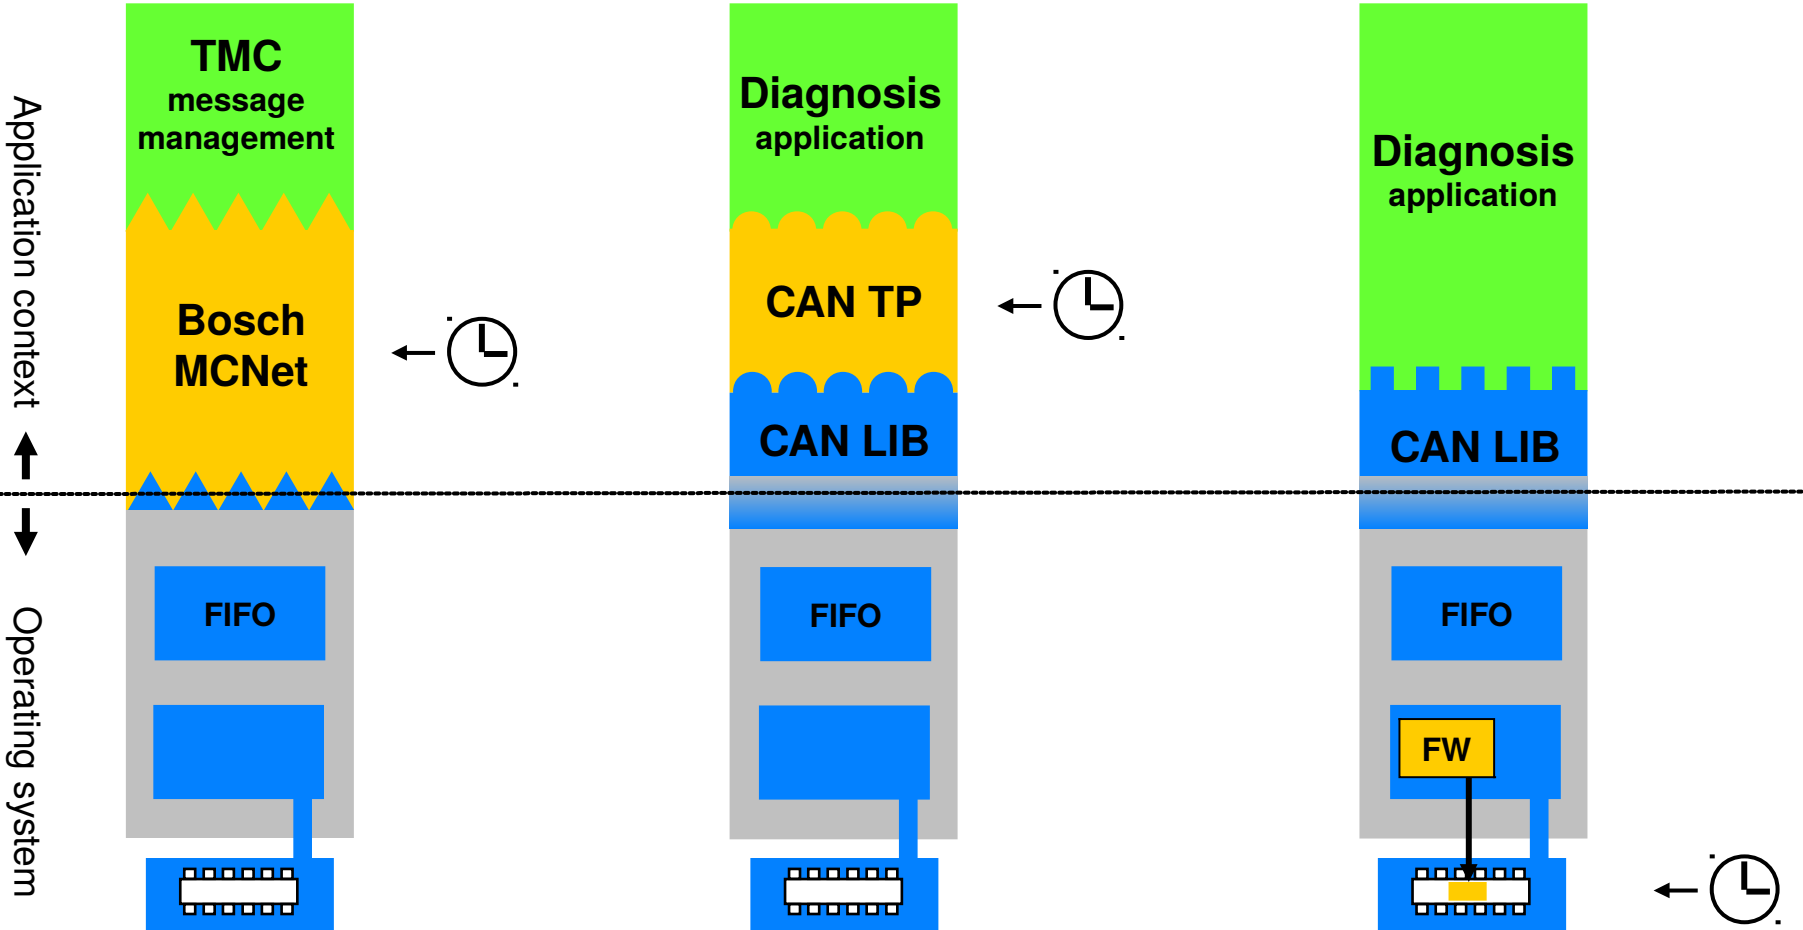 Application context
Operating system
TMC
message
management
Bosch
MCNet
FIFO
Diagnosis
application
CAN TP
CAN LIB
FIFO
Diagnosis
application
CAN LIB
FIFO
FW